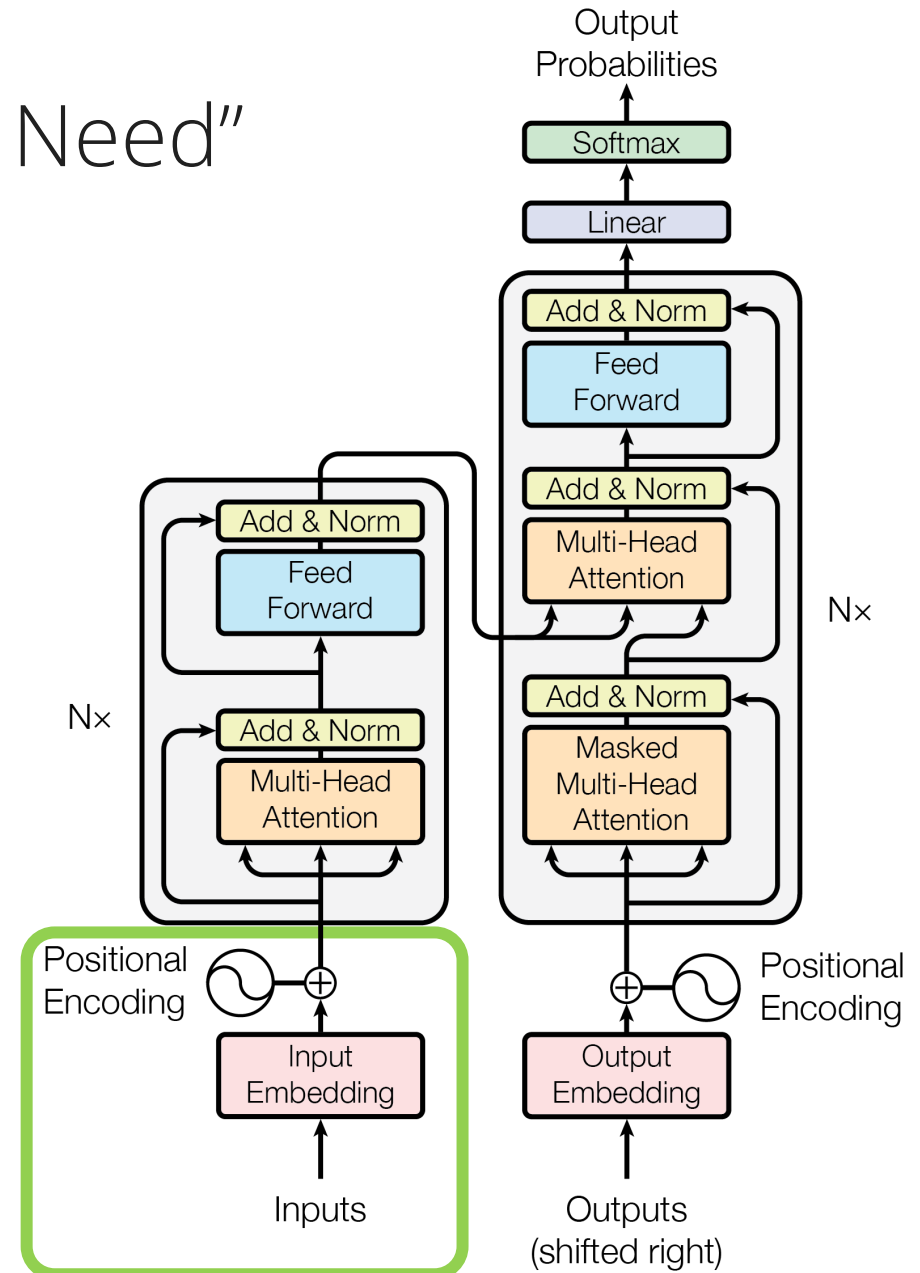 Need”
Output
Probabilities
Softmax
Linear
Add & Norm
Feed
Forward
Add & Norm
Multi-Head
Attention
N×
Add & Norm
Masked
Multi-Head
Attention
Add & Norm
Feed
Forward
N×
Add & Norm
Multi-Head
Attention
Positional
Encoding
Input
Embedding
Inputs
Positional
Encoding
Output
Embedding
Outputs
(shifted right)